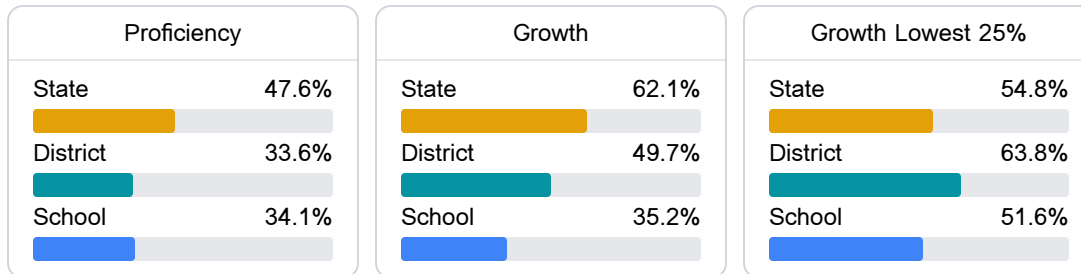 Proficiency
State 47.6%
District 33.6%
School 34.1%
Growth
State 62.1%
District 49.7%
School 35.2%
Growth Lowest 25%
State 54.8%
District 63.8%
School 51.6%